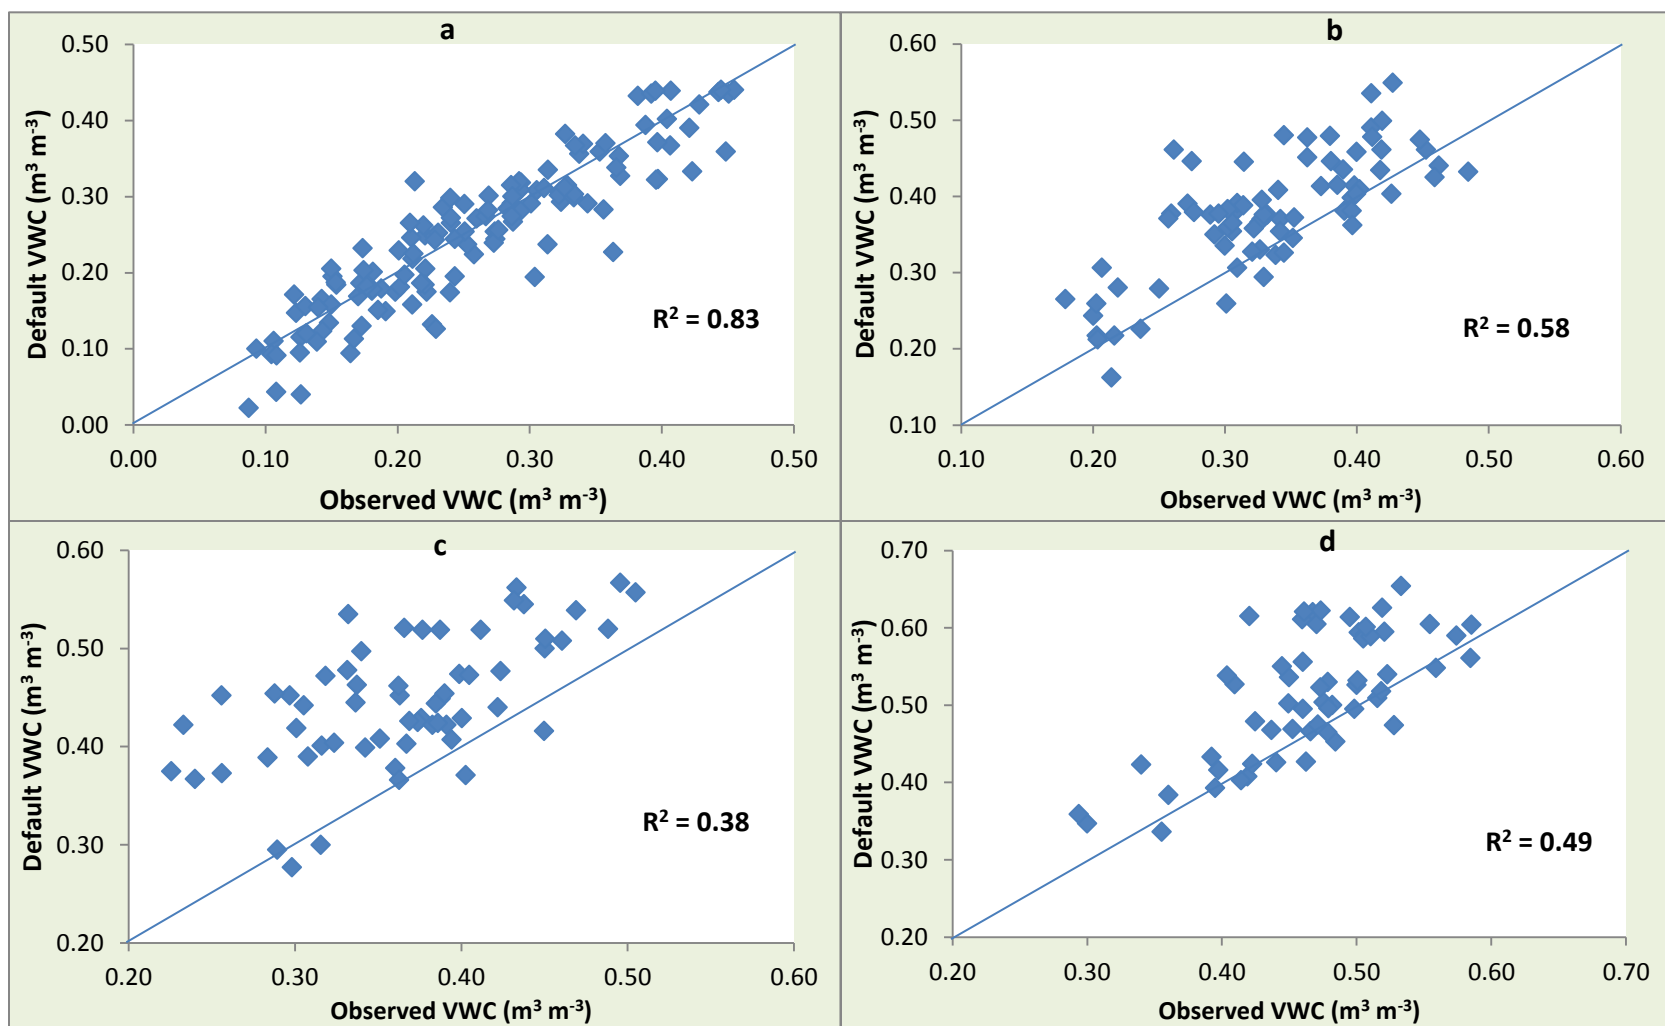 a
0.50
0.40
0.30
0.20
0.10
0.00
Default VWC (m³ m⁻³)
R² = 0.83
0.00 0.10 0.20 0.30 0.40 0.50
Observed VWC (m³ m⁻³)
b
0.60
0.50
0.40
0.30
0.20
0.10
Default VWC (m³ m⁻³)
R² = 0.58
0.10 0.20 0.30 0.40 0.50 0.60
Observed VWC (m³ m⁻³)
c
0.60
0.50
0.40
0.30
0.20
Default VWC (m³ m⁻³)
R² = 0.38
0.20 0.30 0.40 0.50 0.60
Observed VWC (m³ m⁻³)
d
0.70
0.60
0.50
0.40
0.30
0.20
Default VWC (m³ m⁻³)
R² = 0.49
0.20 0.30 0.40 0.50 0.60 0.70
Observed VWC (m³ m⁻³)